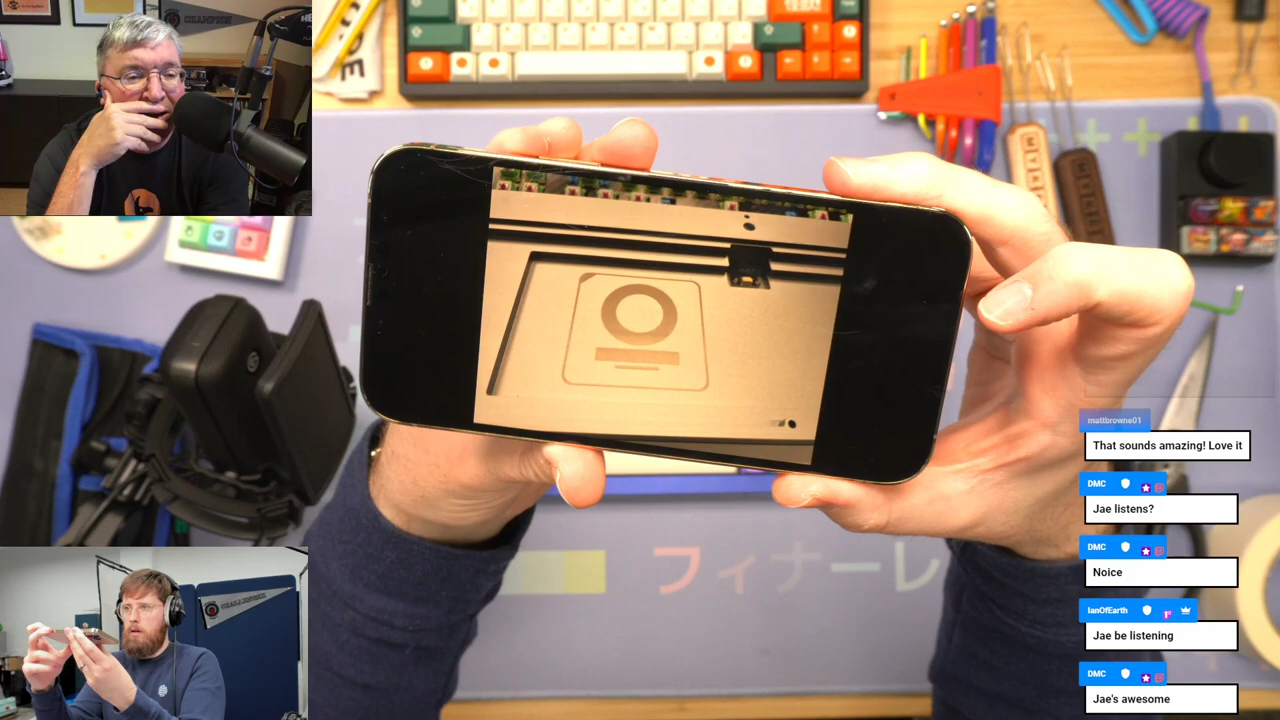 CHAMPION
フィナーレ
mattbrowne01
That sounds amazing! Love it
DMC
Jae listens?
DMC
Noice
IanOfEarth
Jae be listening
DMC
Jae's awesome